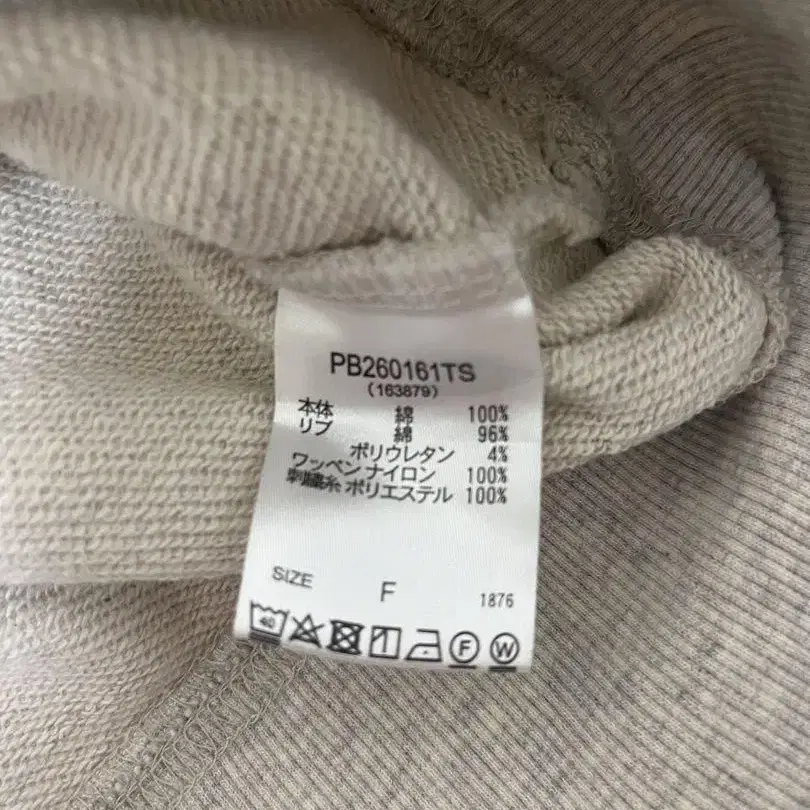 PB260161TS
(163879)
本体 綿 100%
リブ 綿 96%
ポリウレタン 4%
ワッペン ナイロン 100%
刺繍糸 ポリエステル 100%
SIZE F 1876
40 F W